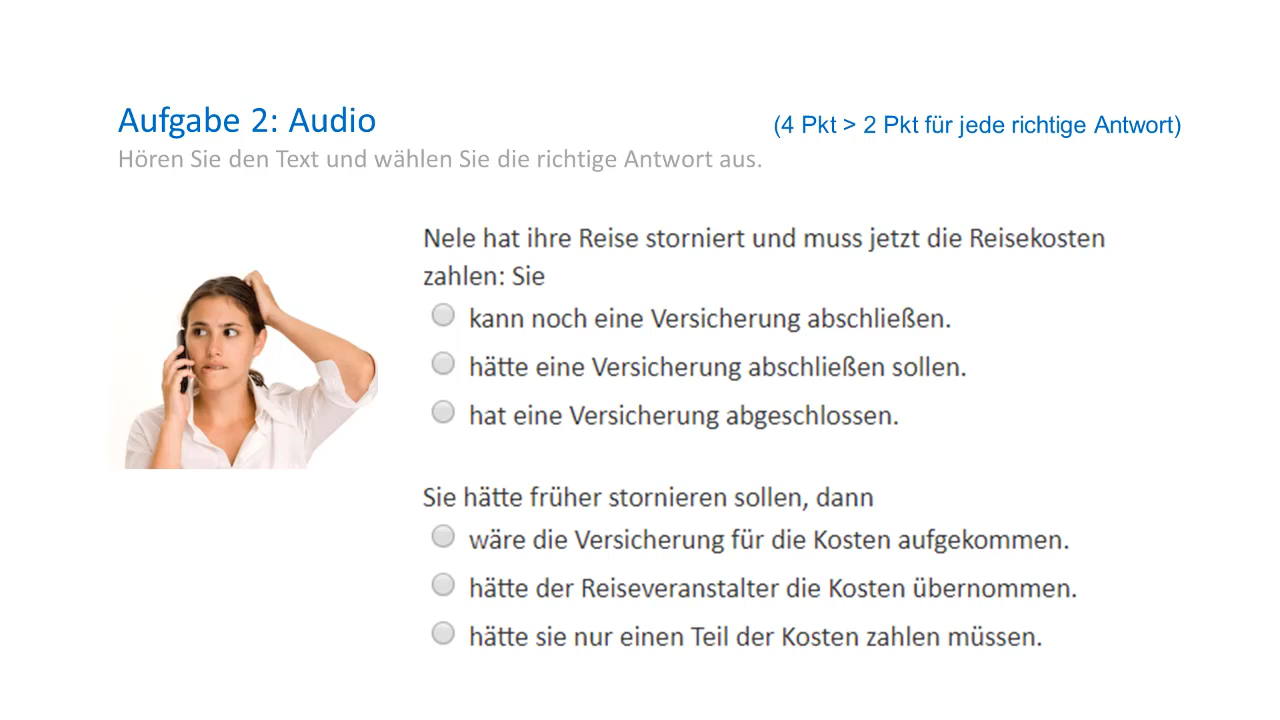 Aufgabe 2: Audio
(4 Pkt > 2 Pkt für jede richtige Antwort)
Hören Sie den Text und wählen Sie die richtige Antwort aus.
Nele hat ihre Reise storniert und muss jetzt die Reisekosten
zahlen: Sie
kann noch eine Versicherung abschließen.
hätte eine Versicherung abschließen sollen.
hat eine Versicherung abgeschlossen.
Sie hätte früher stornieren sollen, dann
wäre die Versicherung für die Kosten aufgekommen.
hätte der Reiseveranstalter die Kosten übernommen.
hätte sie nur einen Teil der Kosten zahlen müssen.